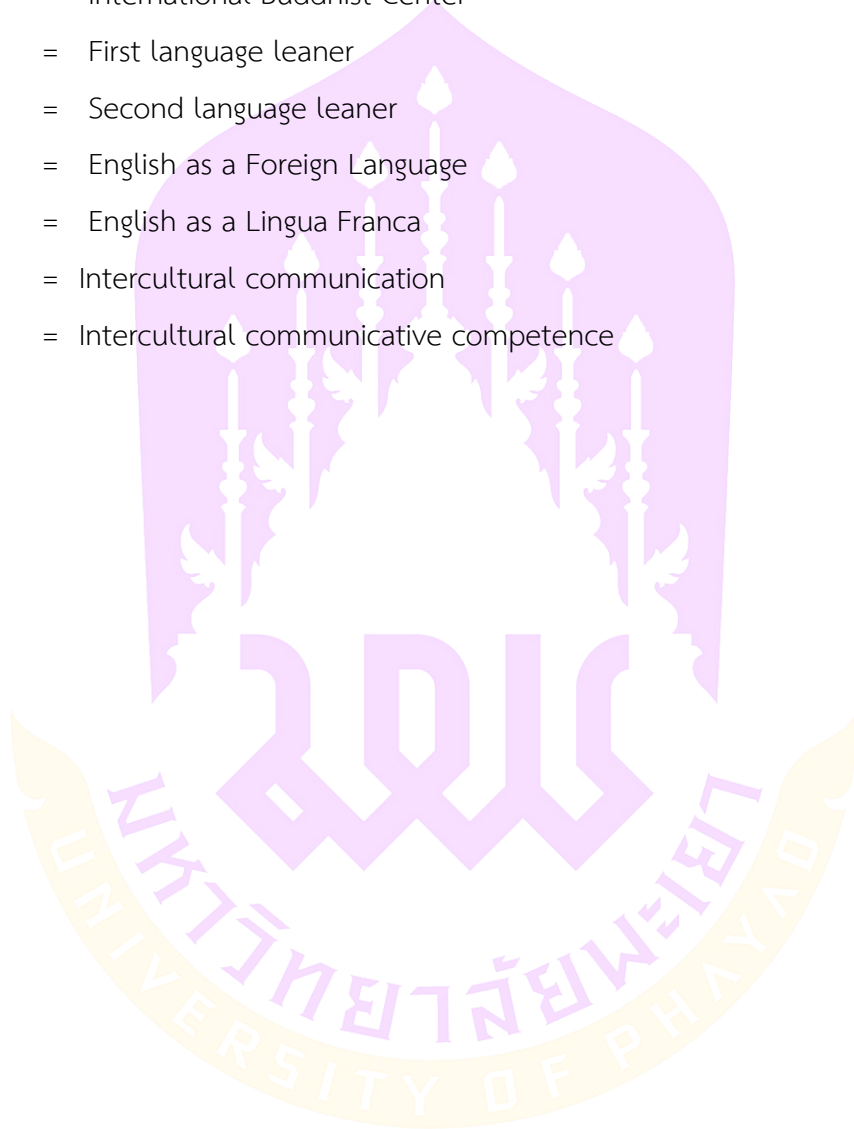 International Buddhist Center
= First language leaner
= Second language leaner
= English as a Foreign Language
= English as a Lingua Franca
= Intercultural communication
= Intercultural communicative competence
มหาวิทยาลัยพะเยา
UNIVERSITY OF PHAYAO